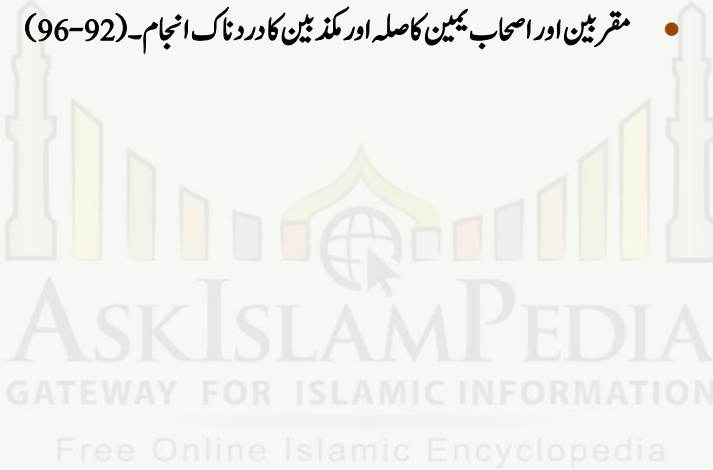 • مقربین اور اصحاب یمین کا صلہ اور مکذبین کا دردناک انجام۔(92-96)
ASKISLAMPEDIA
GATEWAY FOR ISLAMIC INFORMATION
Free Online Islamic Encyclopedia